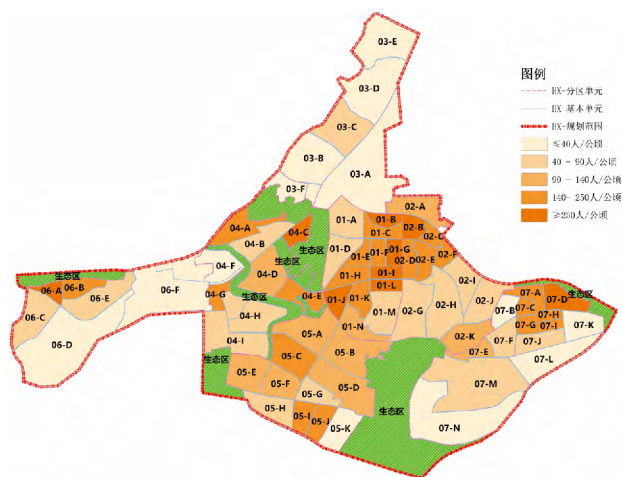 03-E
03-D
03-C
03-B
03-A
03-F
图例
HX-分区单元
HX 基本单元
HX-规划范围
≤40人/公顷
40 - 90人/公顷
90 - 140人/公顷
140- 250人/公顷
≥250人/公顷
02-A
01-A
01-B
02-B
04-A
04-C
01-C
02-C
04-B
生态区
01-D
01-G
生态区
01-E
01-F
02-D
02-E
02-F
04-F
04-D
01-H
01-I
02-I
生态区
06-A
06-B
06-F
01-L
07-A
生态区
06-E
04-G
生态区
04-E
01-J
01-K
02-J
07-D
06-C
04-H
01-M
02-G
02-H
07-B
07-C
07-H
07-G
07-I
07-K
01-N
06-D
04-I
05-A
02-K
07-F
07-J
生态区
05-C
05-B
07-E
07-L
05-E
05-F
05-D
生态区
07-M
05-G
05-H
05-I
05-J
05-K
07-N